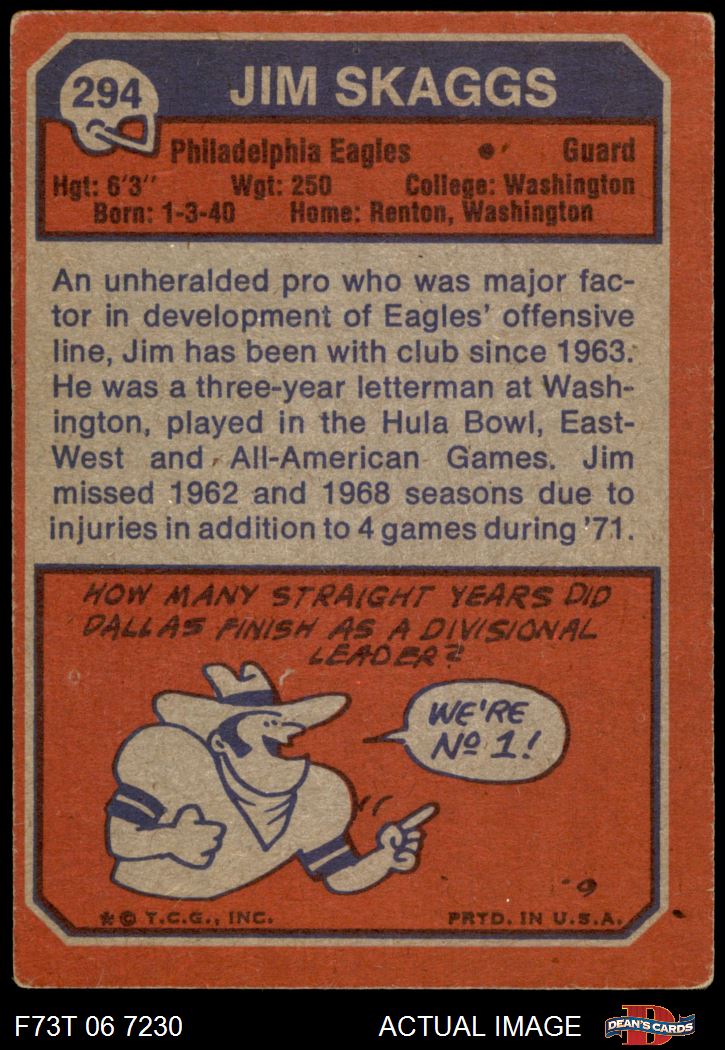 294
JIM SKAGGS
Philadelphia Eagles Guard
Hgt: 6'3" Wgt: 250 College: Washington
Born: 1-3-40 Home: Renton, Washington
An unheralded pro who was major fac-
tor in development of Eagles' offensive
line, Jim has been with club since 1963.
He was a three-year letterman at Wash-
ington, played in the Hula Bowl, East-
West and All-American Games. Jim
missed 1962 and 1968 seasons due to
injuries in addition to 4 games during '71.
HOW MANY STRAIGHT YEARS DID
DALLAS FINISH AS A DIVISIONAL
LEADER?
WE'RE
Nº 1!
9
* © T.C.G., INC. PRTD. IN U.S.A.
F73T 06 7230 ACTUAL IMAGE D DEAN'S CARDS